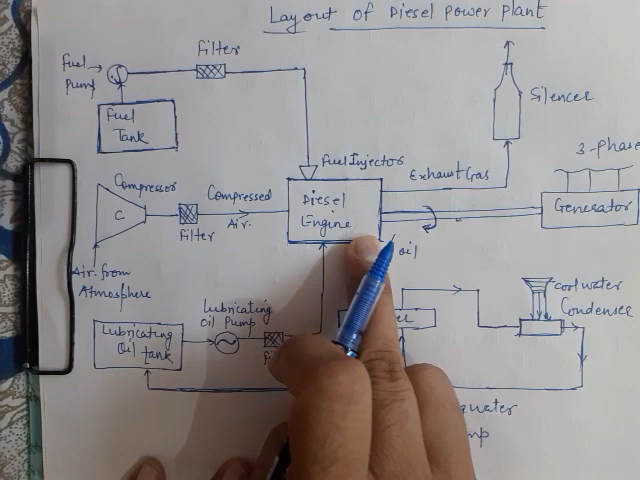 Layout of Diesel power plant
Fuel Pump
Filter
Fuel Tank
Silencer
3-phase
Fuel Injector
Exhaust Gas
Compressor
C
Compressed Air.
Filter
Diesel Engine
Generator
Air from Atmosphere
oil
Lubricating Oil Pump
cool water
Condenser
Lubricating Oil tank